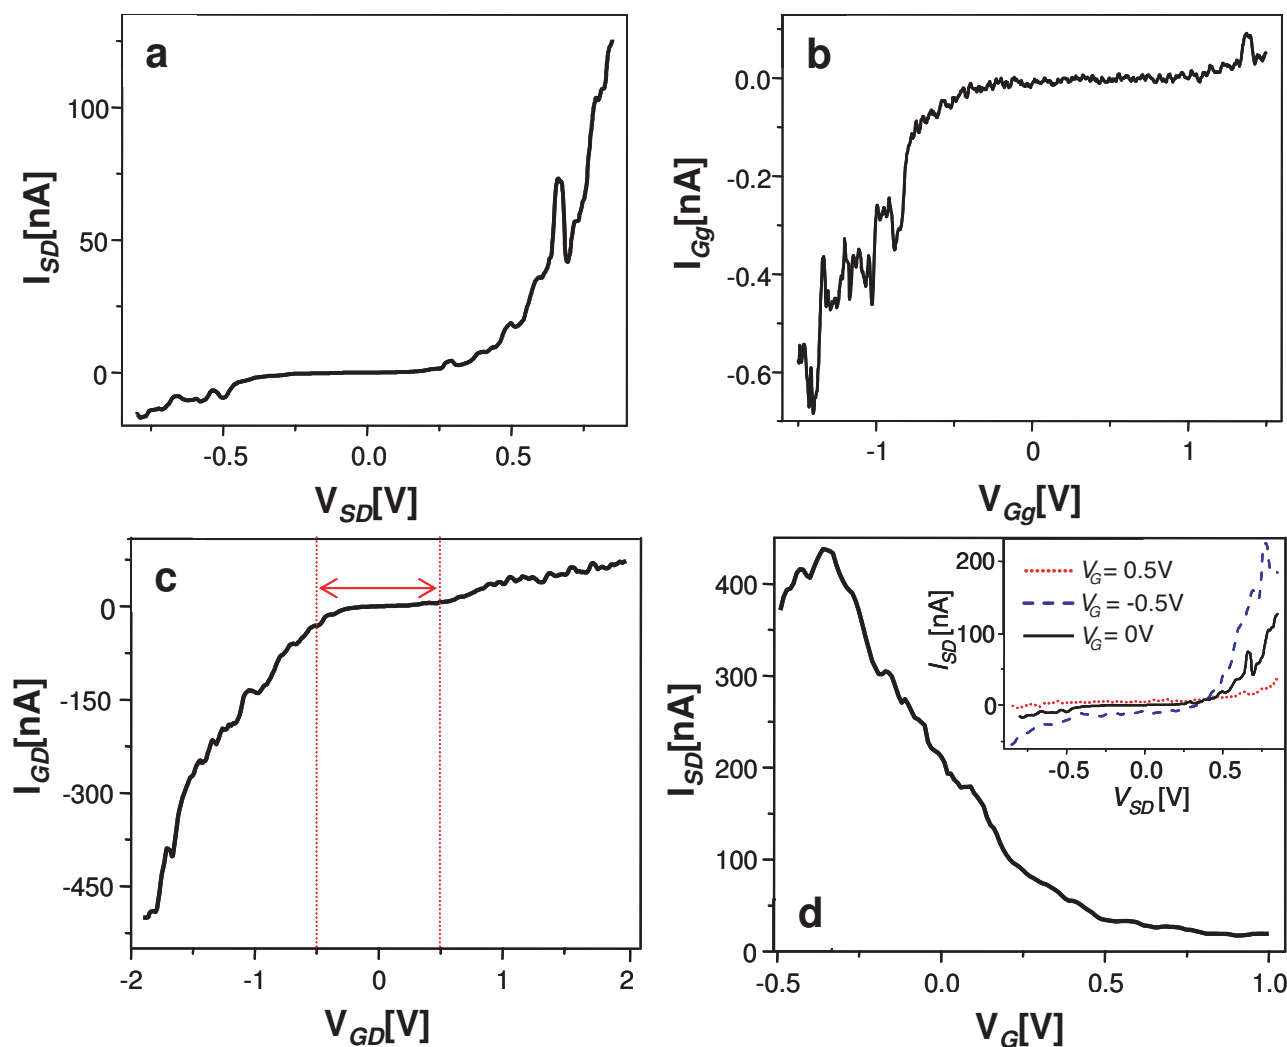 a
I_SD[nA]
100
50
0
-0.5
0.0
0.5
V_SD[V]
b
I_Gg[nA]
0.0
-0.2
-0.4
-0.6
-1
0
1
V_Gg[V]
c
I_GD[nA]
0
-150
-300
-450
-2
-1
0
1
2
V_GD[V]
d
I_SD[nA]
400
300
200
100
0
-0.5
0.0
0.5
1.0
V_G[V]
V_G = 0.5V
V_G = -0.5V
V_G = 0V
I_SD [nA]
200
100
0
-0.5
0.0
0.5
V_SD [V]